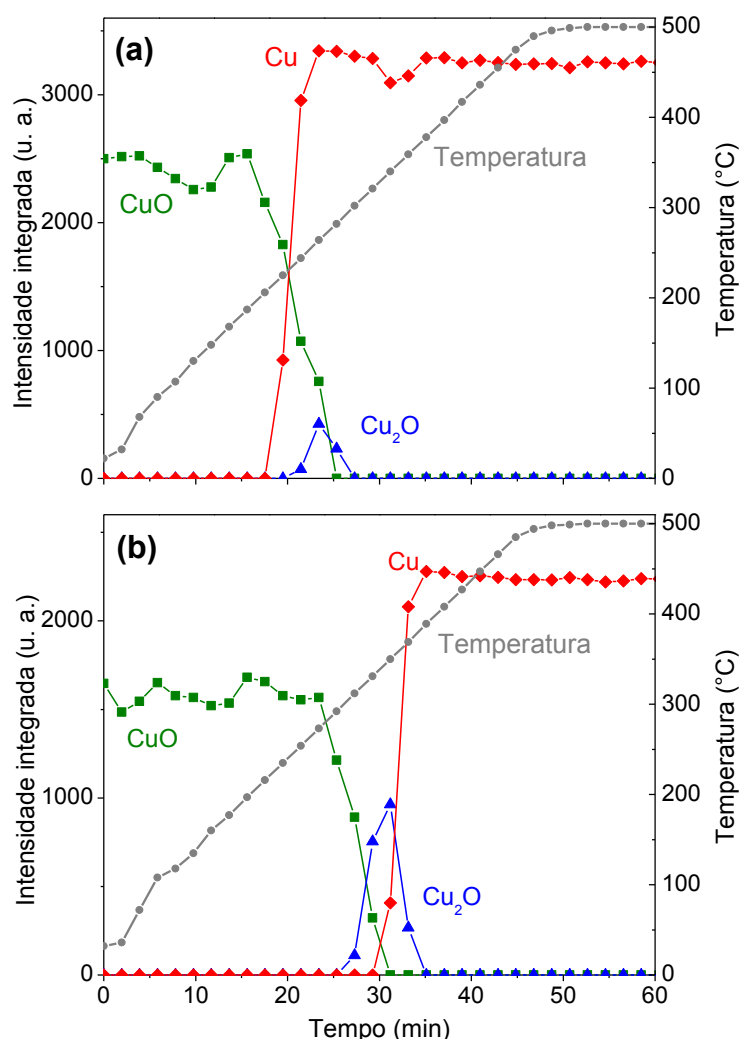 (a)
Cu
CuO
Temperatura
Cu₂O
Intensidade integrada (u. a.)
3000
2000
1000
0
Temperatura (°C)
500
400
300
200
100
0
(b)
Cu
Temperatura
CuO
Cu₂O
Intensidade integrada (u. a.)
2000
1000
0
Temperatura (°C)
500
400
300
200
100
0
0 10 20 30 40 50 60
Tempo (min)